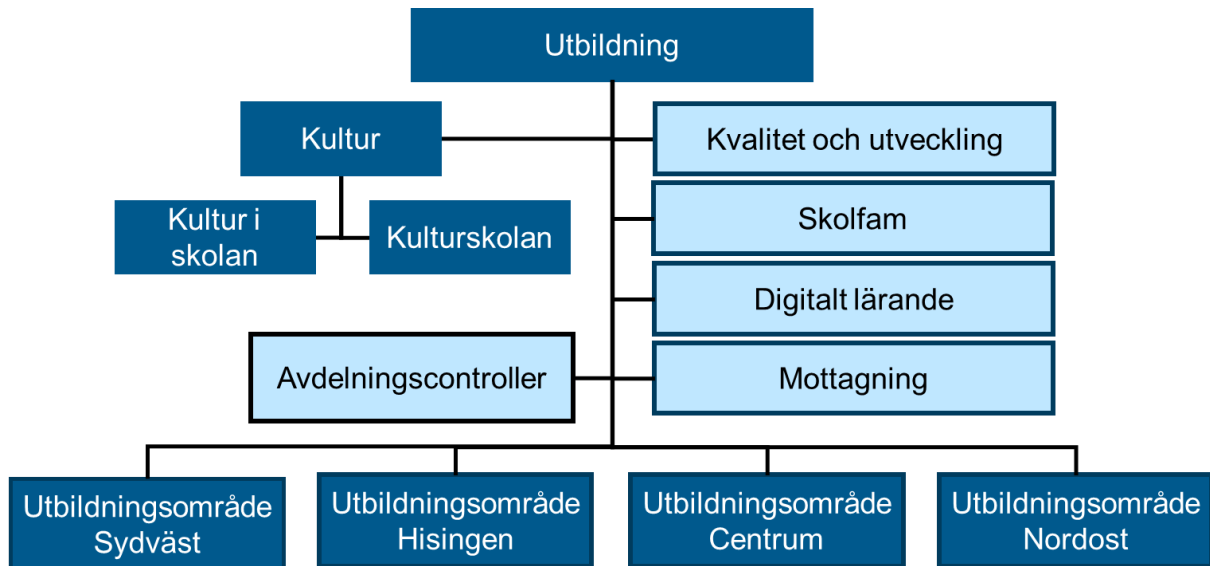 Utbildning
Kultur
Kvalitet och utveckling
Kultur i
skolan
Kulturskolan
Skolfam
Digitalt lärande
Avdelningscontroller
Mottagning
Utbildningsområde
Sydväst
Utbildningsområde
Hisingen
Utbildningsområde
Centrum
Utbildningsområde
Nordost